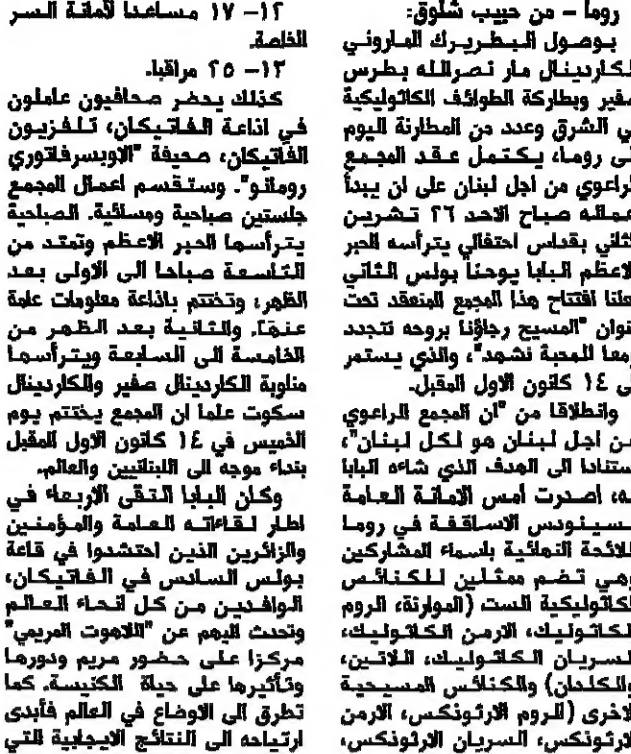 روما – من حبيب شلوق:
بوصول البطريرك الماروني
الكاردينال مار نصرالله بطرس
صفير وبطاركة الطوائف الكاثوليكية
في الشرق وعدد من المطارنة اليوم
الى روما، يكتمل عقد المجمع
الراعوي من اجل لبنان على ان يبدأ
اعماله صباح الاحد ٢٦ تشرين
الثاني بقداس احتفالي يترأسه الحبر
الاعظم البابا يوحنا بولس الثاني
معلنا افتتاح هذا المجمع المنعقد تحت
عنوان "المسيح رجاؤنا بروحه نتجدد
ومعا للمحبة نشهد"، والذي يستمر
الى ١٤ كانون الاول المقبل.
وانطلاقا من "ان المجمع الراعوي
من اجل لبنان هو لكل لبنان"،
استنادا الى الهدف الذي شاءه البابا
له، اصدرت أمس الامانة العامة
لسينودس الاساقفة في روما
اللائحة النهائية باسماء المشاركين
وهي تضم ممثلين للكنائس
الكاثوليكية الست (الموارنة، الروم
الكاثوليك، الارمن الكاثوليك،
السريان الكاثوليك، اللاتين،
والكلدان) والكنائس المسيحية
الاخرى (الروم الارثوذكس، الارمن
الارثوذكس، السريان الارثوذكس،
١٢– ١٧ مساعدا لأمانة السر
الخاصة.
١٣– ٢٥ مراقبا.
كذلك يحضر صحافيون عاملون
في اذاعة الفاتيكان، تلفزيون
الفاتيكان، صحيفة "الاوبسرفاتوري
رومانو". وستقسم اعمال المجمع
جلستين صباحية ومسائية. الصباحية
يترأسها الحبر الاعظم وتمتد من
التاسعة صباحا الى الاولى بعد
الظهر، وتختتم باذاعة معلومات عامة
عنها. والثانية بعد الظهر من
الخامسة الى السابعة ويترأسها
مناوبة الكاردينال صفير والكاردينال
سكوت علما ان المجمع يختتم يوم
الخميس في ١٤ كانون الاول المقبل
بنداء موجه الى اللبنانيين والعالم.
وكان البابا التقى الأربعاء في
اطار لقاءاته العامة والمؤمنين
والزائرين الذين احتشدوا في قاعة
بولس السادس في الفاتيكان،
الوافدين من كل انحاء العالم
وتحدث اليهم عن "اللاهوت المريمي"
مركزا على حضور مريم ودورها
وتأثيرها على حياة الكنيسة. كما
تطرق الى الاوضاع في العالم فأبدى
ارتياحه الى النتائج الايجابية التي